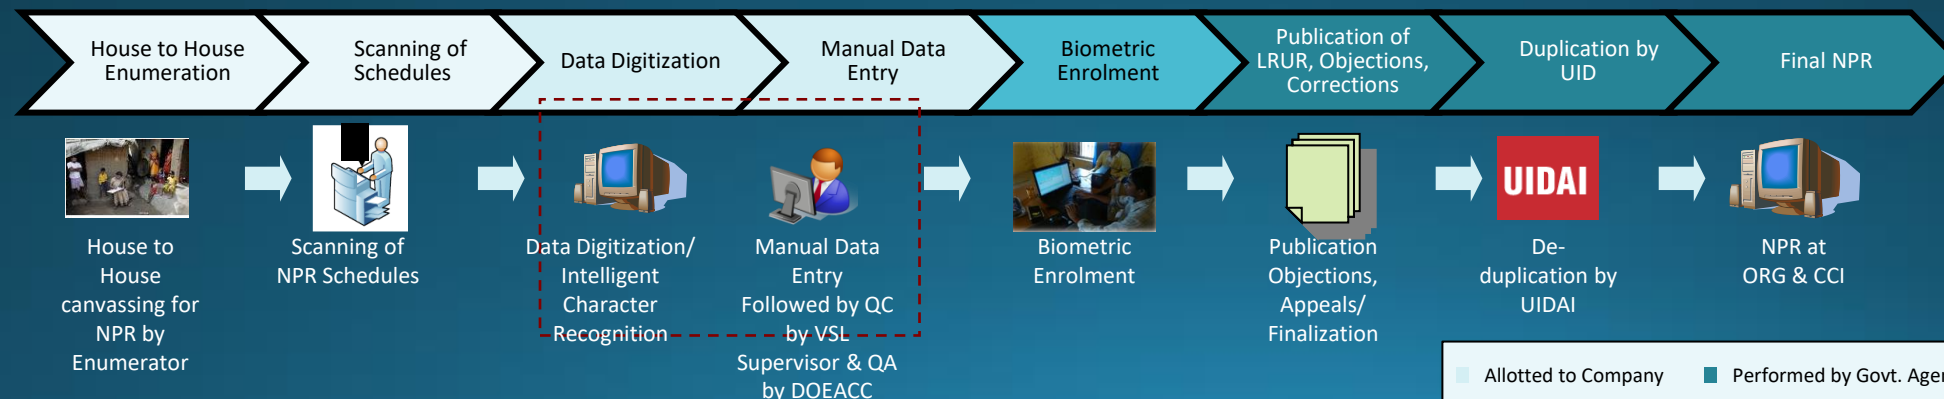 House to House
Enumeration
Scanning of
Schedules
Data Digitization
Manual Data
Entry
Biometric
Enrolment
Publication of
LRUR, Objections,
Corrections
Duplication by
UID
Final NPR
House to
House
canvassing for
NPR by
Enumerator
Scanning of
NPR Schedules
Data Digitization/
Intelligent
Character
Recognition
Manual Data
Entry
Followed by QC
by VSL
Supervisor & QA
by DOEACC
Biometric
Enrolment
Publication
Objections,
Appeals/
Finalization
UIDAI
De-
duplication by
UIDAI
NPR at
ORG & CCI
Allotted to Company
Performed by Govt.